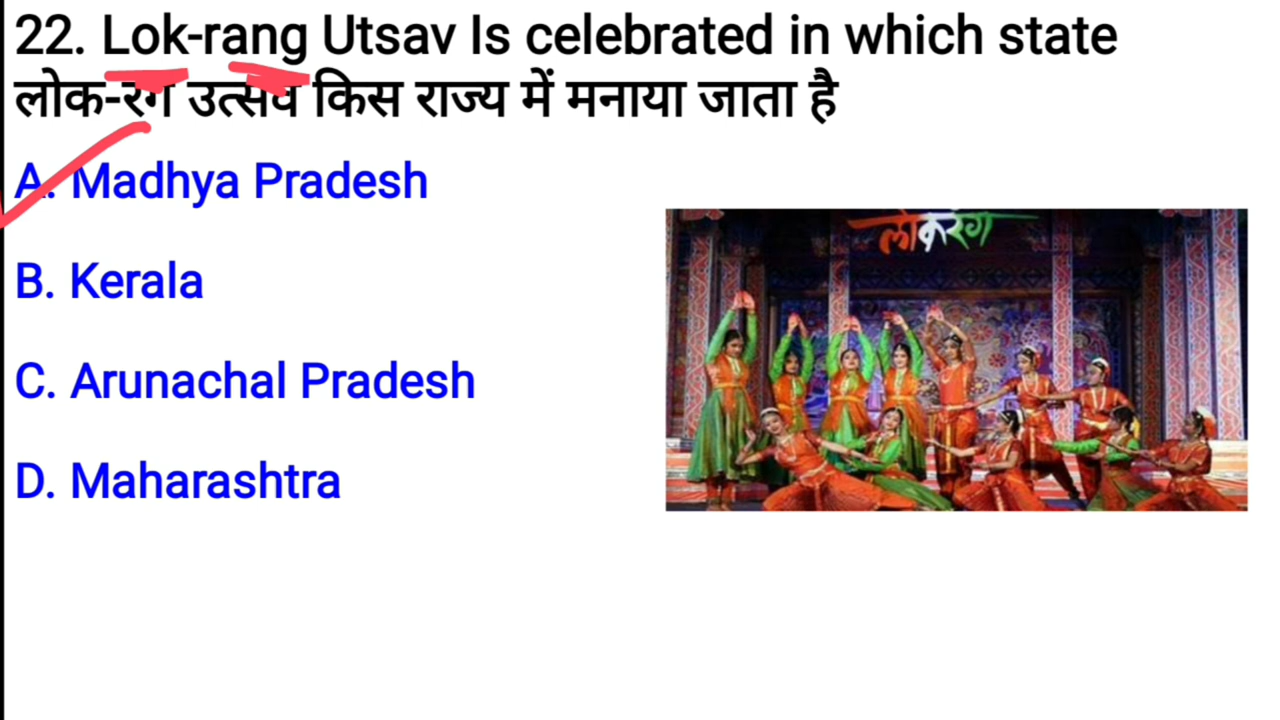 22. Lok-rang Utsav Is celebrated in which state
लोक-रंग उत्सव किस राज्य में मनाया जाता है
A. Madhya Pradesh
लोकरंग
B. Kerala
C. Arunachal Pradesh
D. Maharashtra